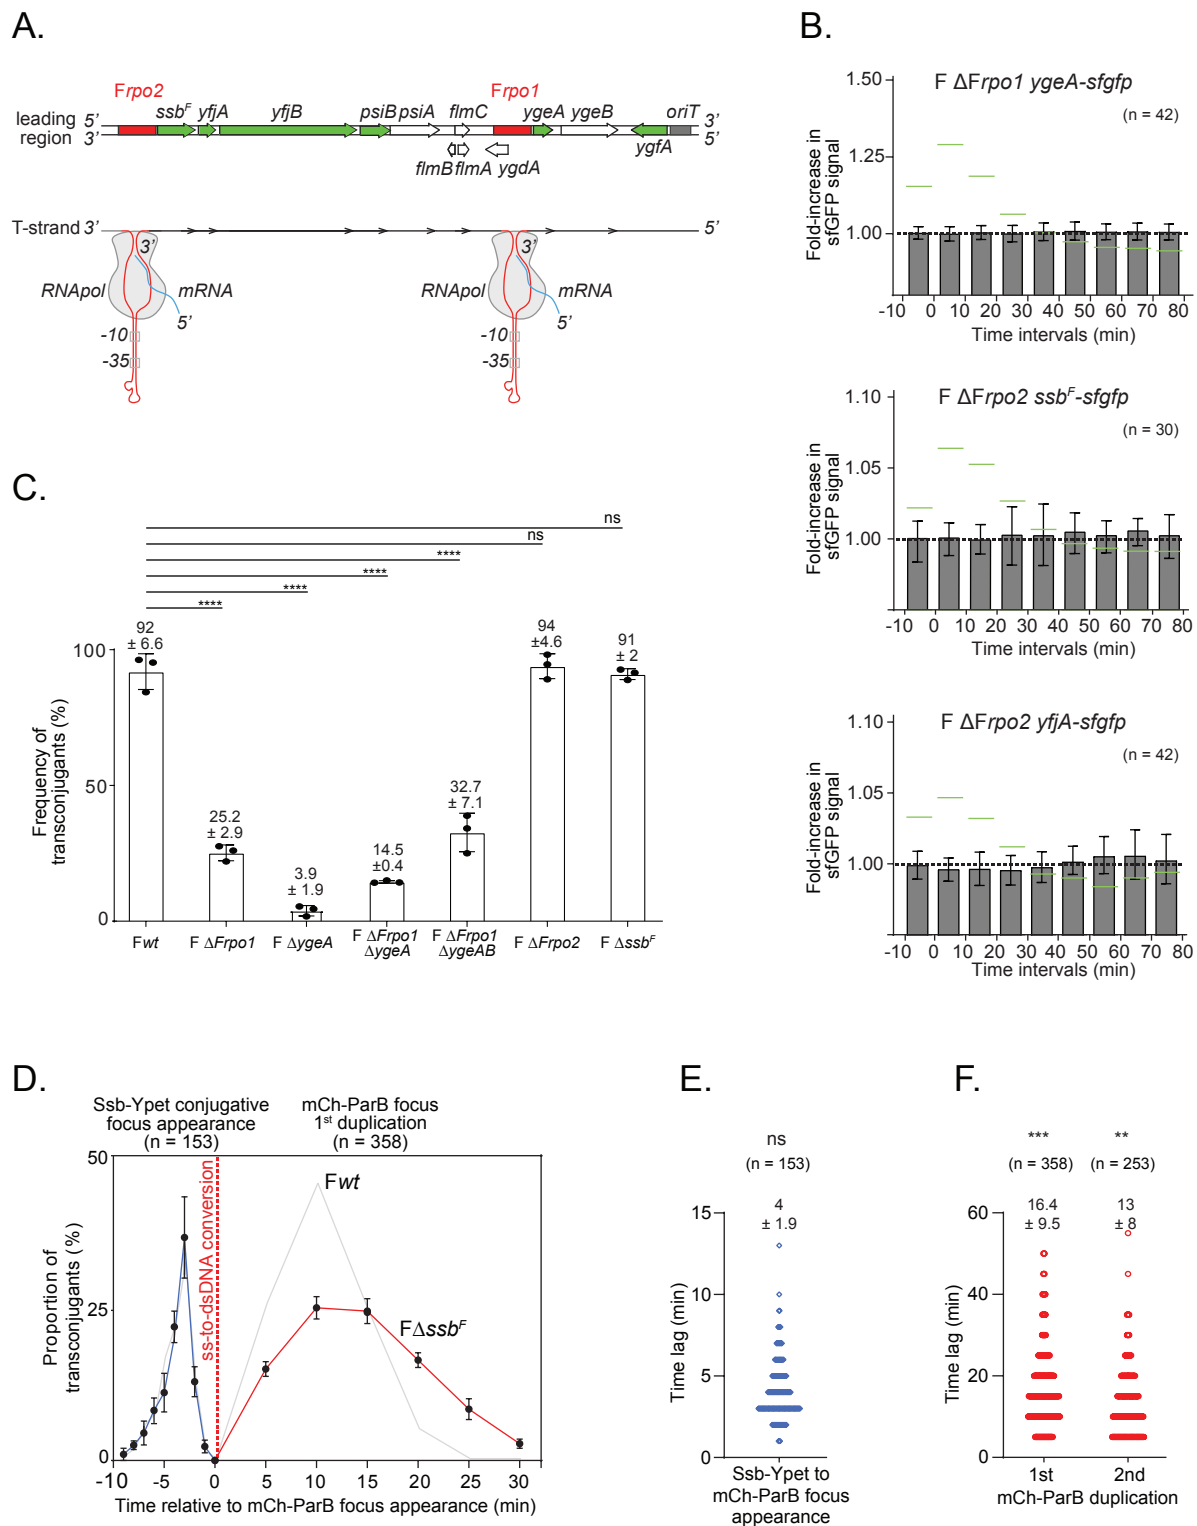 A.
Frpo2
Frpo1
ssbF yfjA yfjB psiB psiA flmC ygeA ygeB oriT
leading region
5’ 3’
3’ 5’
flmB flmA ygdA ygfA
T-strand 3’ 5’
3’ 3’
RNApol mRNA RNApol mRNA
5’ 5’
-10 -10
-35 -35
B.
F ΔFrpo1 ygeA-sfgfp
(n = 42)
Fold-increase in
sfGFP signal
1.50
1.25
1.00
-10 0 10 20 30 40 50 60 70 80
Time intervals (min)
F ΔFrpo2 ssbF-sfgfp
(n = 30)
Fold-increase in
sfGFP signal
1.10
1.05
1.00
-10 0 10 20 30 40 50 60 70 80
Time intervals (min)
F ΔFrpo2 yfjA-sfgfp
(n = 42)
Fold-increase in
sfGFP signal
1.10
1.05
1.00
-10 0 10 20 30 40 50 60 70 80
Time intervals (min)
C.
ns
ns
****
****
****
****
Frequency of
transconjugants (%)
100
50
0
92
± 6.6
25.2
± 2.9
3.9
± 1.9
14.5
±0.4
32.7
± 7.1
94
±4.6
91
± 2
Fwt
F ΔFrpo1
F ΔygeA
F ΔFrpo1
ΔygeA
F ΔFrpo1
ΔygeAB
F ΔFrpo2
F ΔssbF
D.
Ssb-Ypet conjugative
focus appearance
(n = 153)
mCh-ParB focus
1st duplication
(n = 358)
Proportion of
transconjugants (%)
50
25
0
ss-to-dsDNA conversion
Fwt
FΔssbF
-10 -5 0 5 10 15 20 25 30
Time relative to mCh-ParB focus appearance (min)
E.
ns
(n = 153)
4
± 1.9
Time lag (min)
15
10
5
0
Ssb-Ypet to
mCh-ParB focus
appearance
F.
*** **
(n = 358) (n = 253)
16.4 13
± 9.5 ± 8
Time lag (min)
60
40
20
0
1st 2nd
mCh-ParB duplication